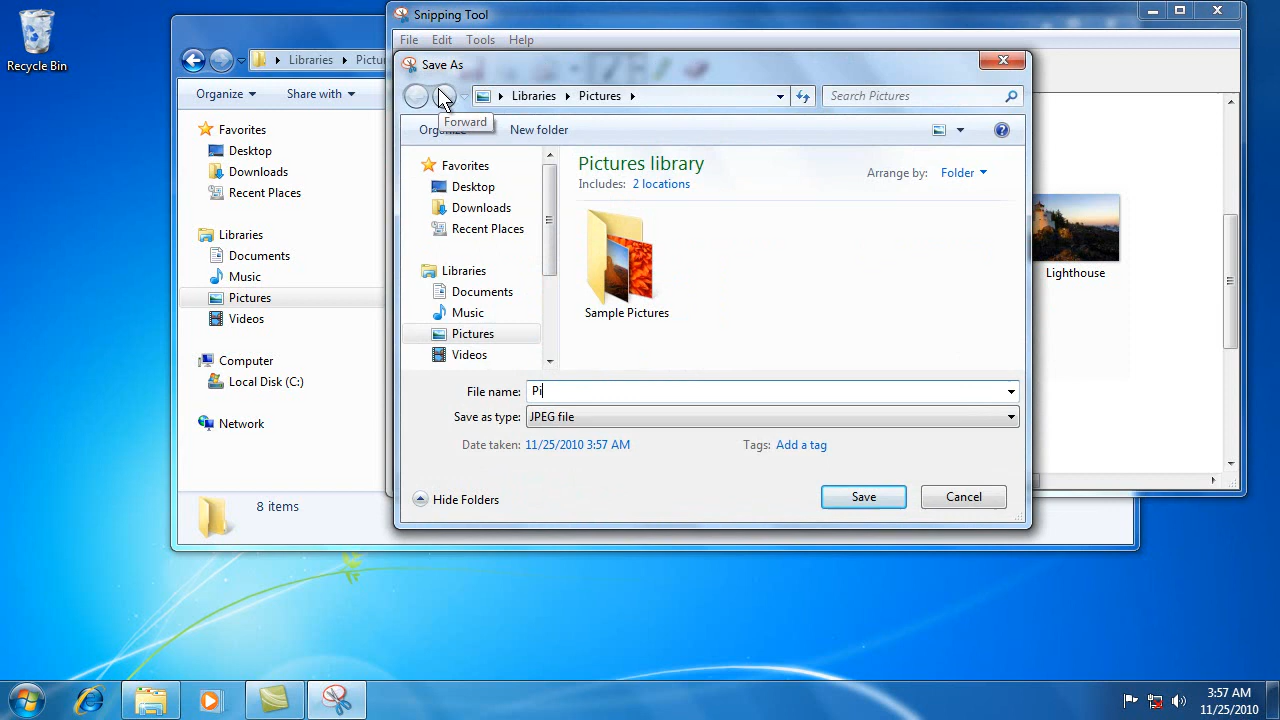 Recycle Bin
Libraries
Pictu
Organize
Share with
Favorites
Desktop
Downloads
Recent Places
Libraries
Documents
Music
Pictures
Videos
Computer
Local Disk (C:)
Network
8 items
Snipping Tool
File Edit Tools Help
Save As
Libraries Pictures
Search Pictures
Forward
Organize
New folder
Favorites
Desktop
Downloads
Recent Places
Libraries
Documents
Music
Pictures
Videos
Pictures library
Includes: 2 locations
Arrange by: Folder
Sample Pictures
File name: Pi
Save as type: JPEG file
Date taken: 11/25/2010 3:57 AM
Tags: Add a tag
Hide Folders
Save
Cancel
Lighthouse
3:57 AM
11/25/2010